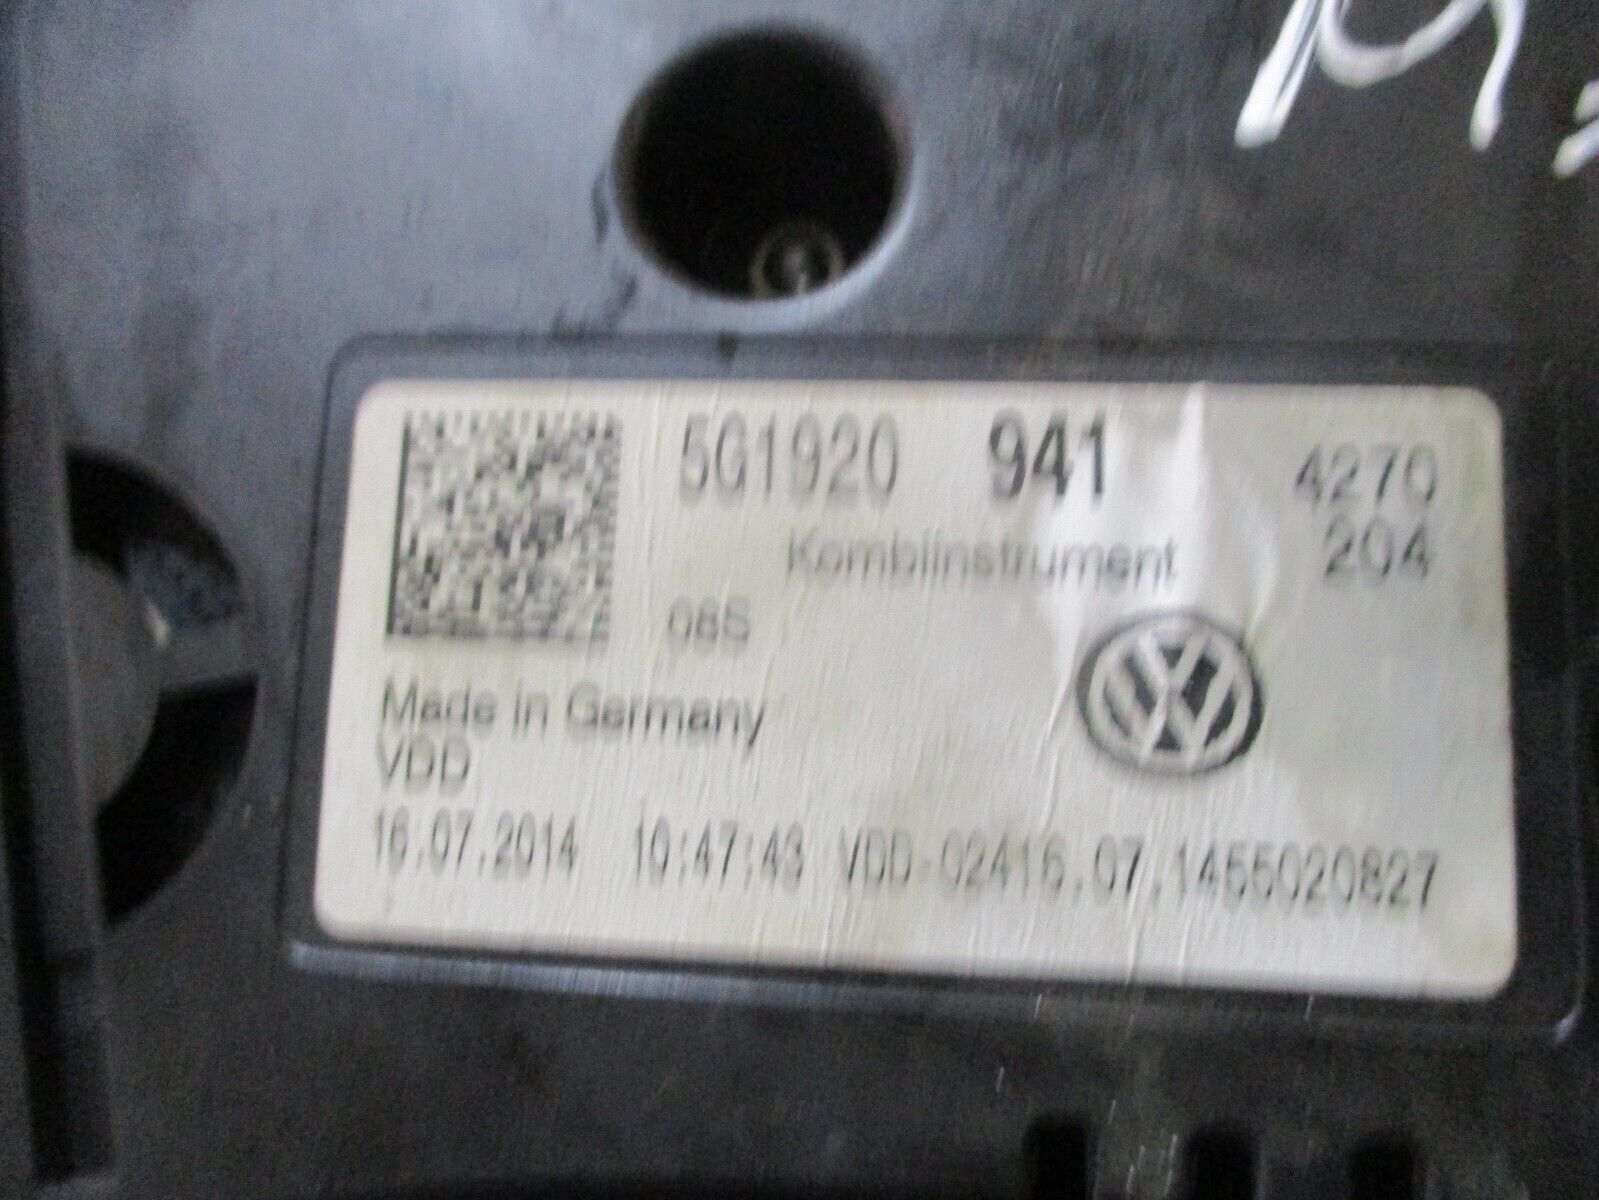 5G1920 941 4270
Kombiinstrument 204
08S
Made in Germany
VDD
16.07.2014 10:47:43 VDD-02416.07.1455020827